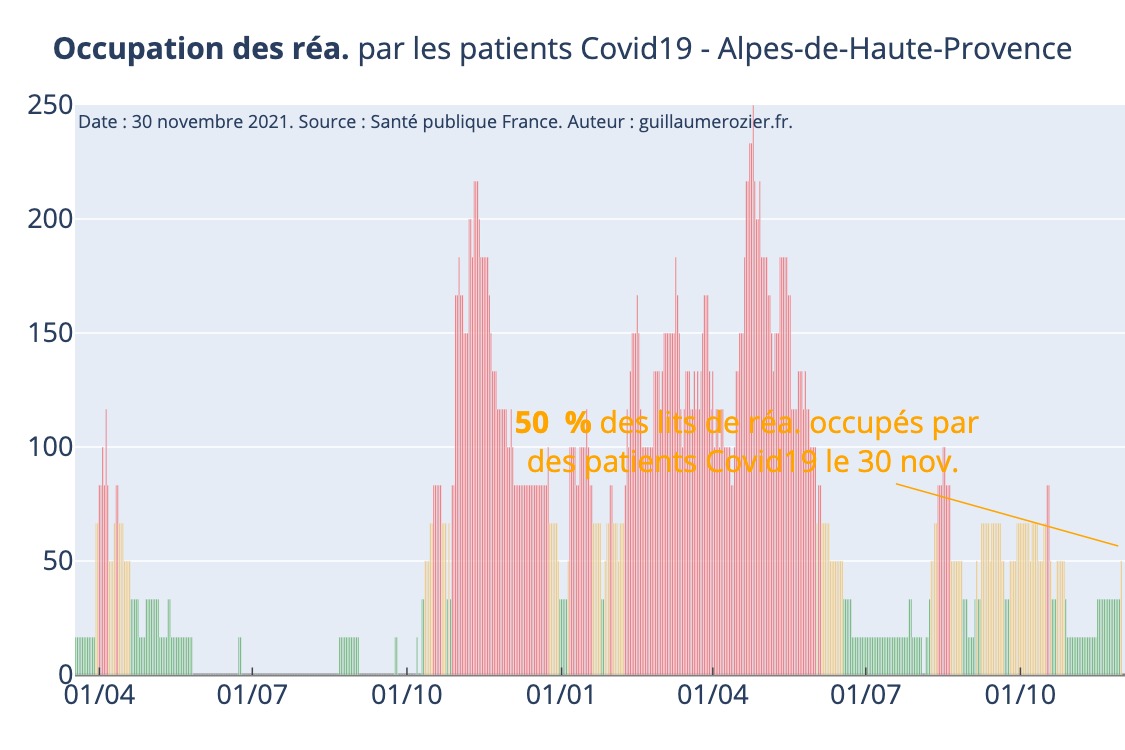 Occupation des réa. par les patients Covid19 - Alpes-de-Haute-Provence
250
Date : 30 novembre 2021. Source : Santé publique France. Auteur : guillaumerozier.fr.
200
150
50 % des lits de réa. occupés par
100
des patients Covid19 le 30 nov.
50
0
01/04 01/07 01/10 01/01 01/04 01/07 01/10